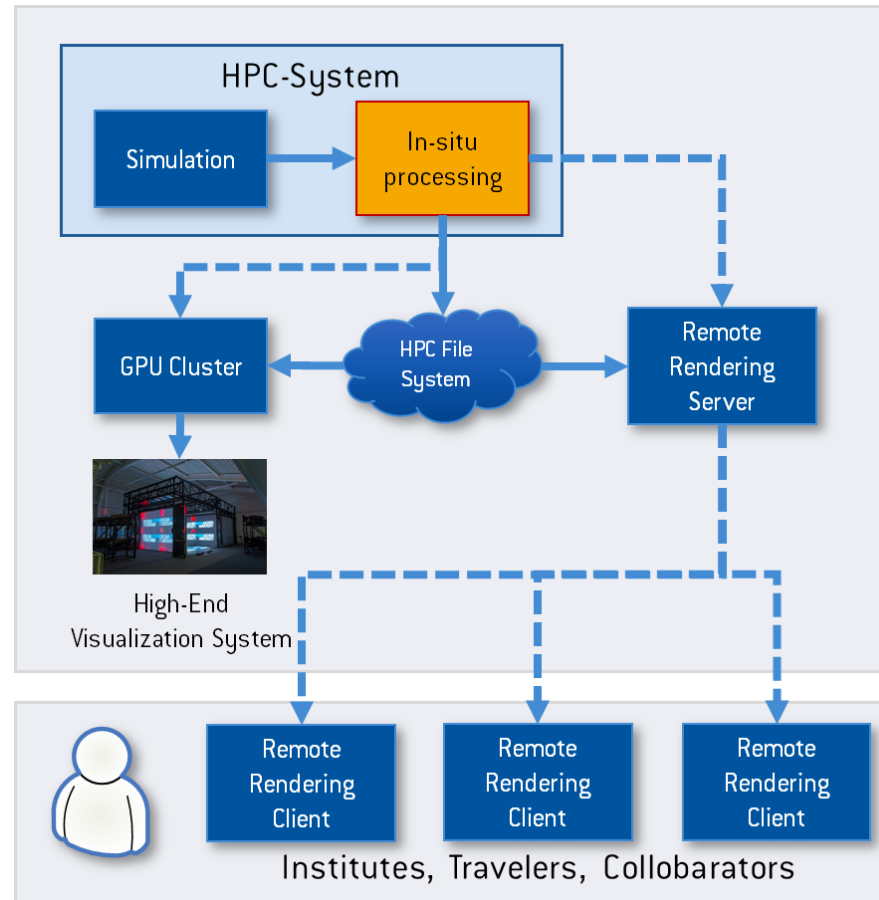 HPC-System
Simulation
In-situ
processing
GPU Cluster
HPC File
System
Remote
Rendering
Server
High-End
Visualization System
Remote
Rendering
Client
Remote
Rendering
Client
Remote
Rendering
Client
Institutes, Travelers, Collobarators